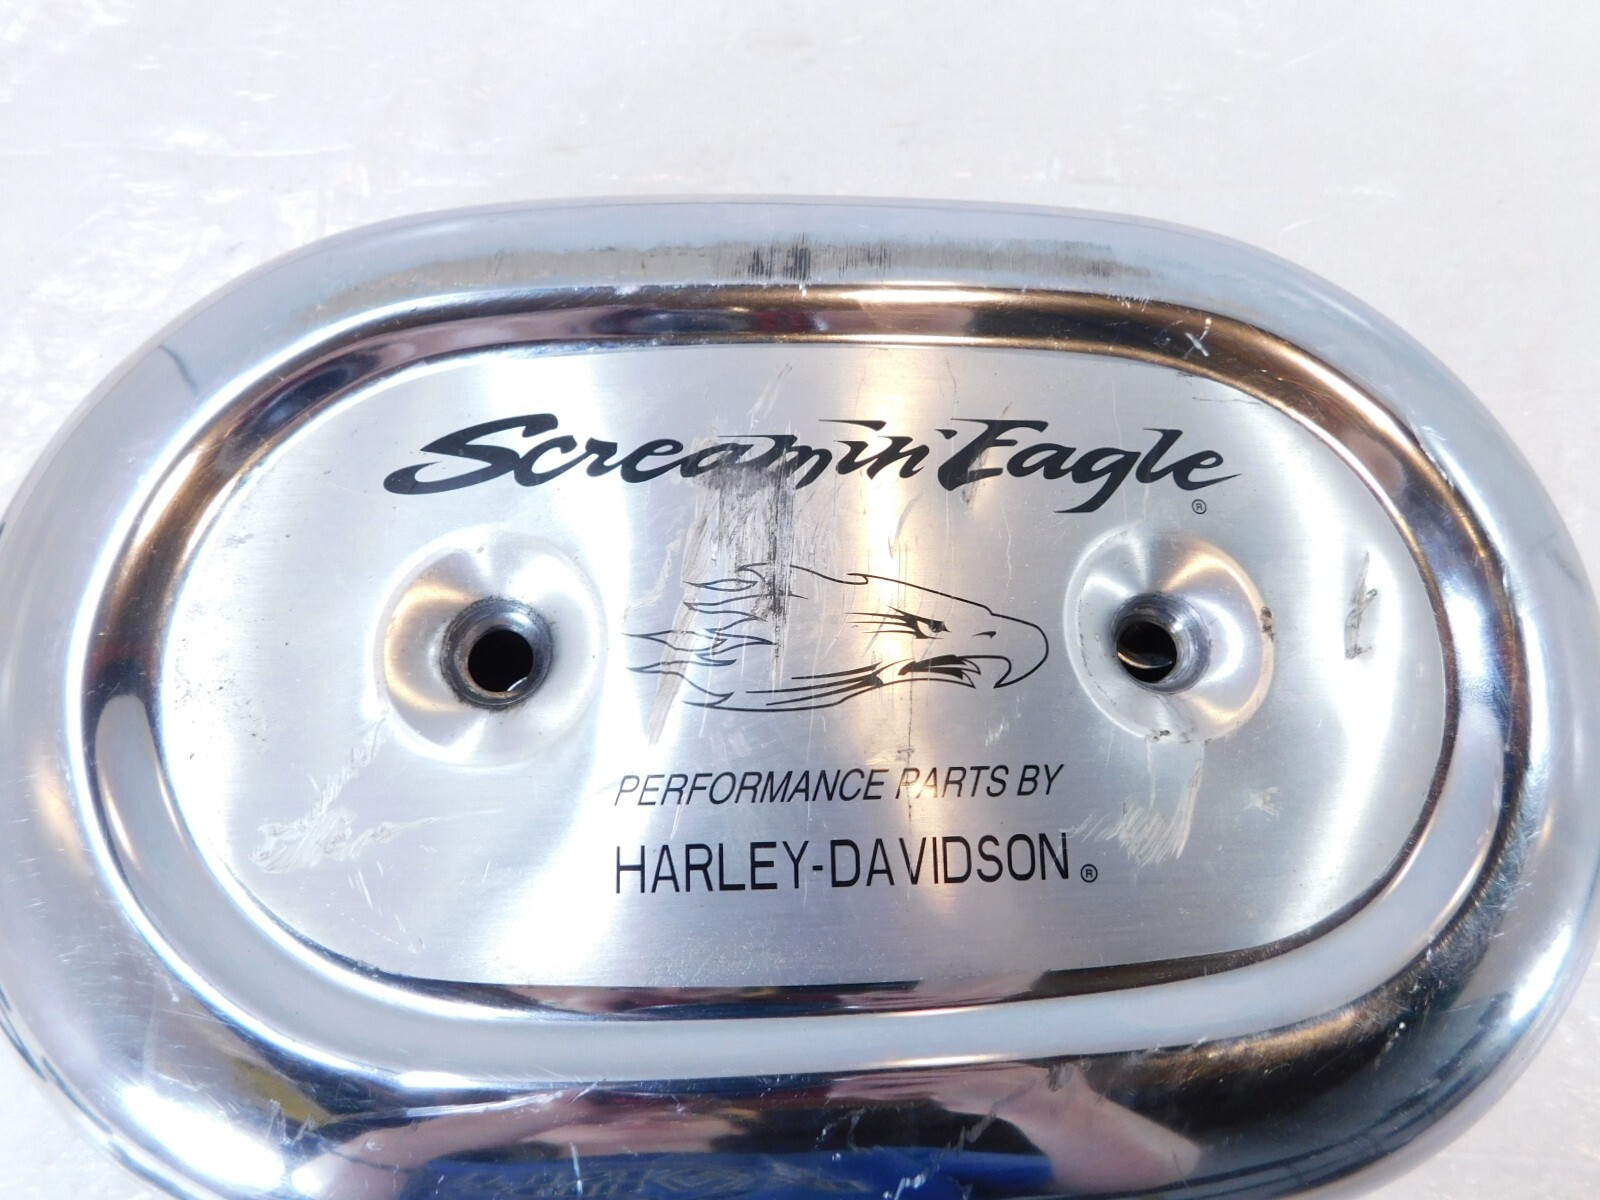 Screamin' Eagle ®
PERFORMANCE PARTS BY
HARLEY-DAVIDSON ®